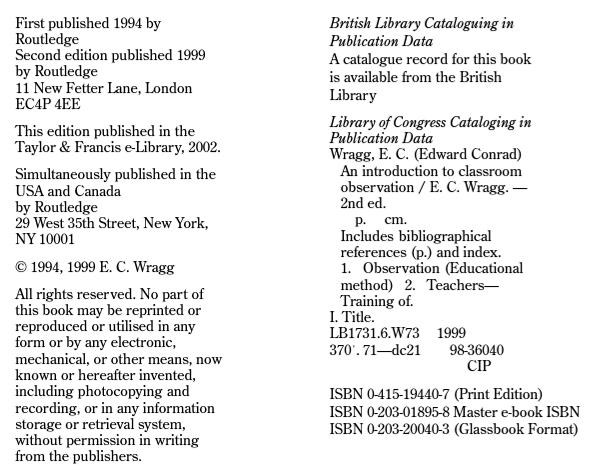 First published 1994 by
Routledge
Second edition published 1999
by Routledge
11 New Fetter Lane, London
EC4P 4EE
This edition published in the
Taylor & Francis e-Library, 2002.
Simultaneously published in the
USA and Canada
by Routledge
29 West 35th Street, New York,
NY 10001
© 1994, 1999 E. C. Wragg
All rights reserved. No part of
this book may be reprinted or
reproduced or utilised in any
form or by any electronic,
mechanical, or other means, now
known or hereafter invented,
including photocopying and
recording, or in any information
storage or retrieval system,
without permission in writing
from the publishers.
British Library Cataloguing in
Publication Data
A catalogue record for this book
is available from the British
Library
Library of Congress Cataloging in
Publication Data
Wragg, E. C. (Edward Conrad)
An introduction to classroom
observation / E. C. Wragg. —
2nd ed.
p. cm.
Includes bibliographical
references (p.) and index.
1. Observation (Educational
method) 2. Teachers—
Training of.
I. Title.
LB1731.6.W73 1999
370'. 71—dc21 98-36040
CIP
ISBN 0-415-19440-7 (Print Edition)
ISBN 0-203-01895-8 Master e-book ISBN
ISBN 0-203-20040-3 (Glassbook Format)